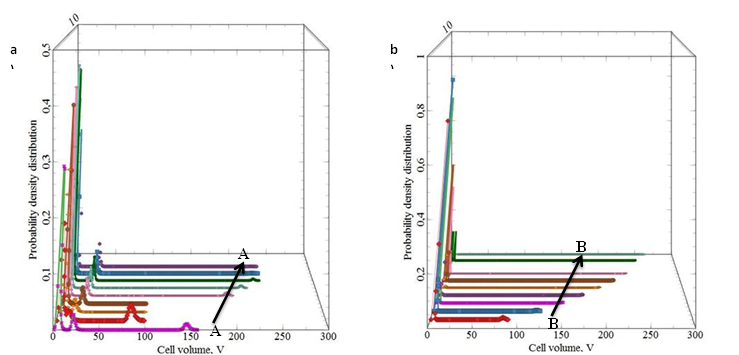 a
10
0,5
0,4
0,3
0,2
0,1
Probability density distribution
A
A
0
50
100
150
200
250
300
Cell volume, V
b
10
1
0,8
0,6
0,4
0,2
Probability density distribution
B
B
0
50
100
150
200
250
300
Cell volume, V